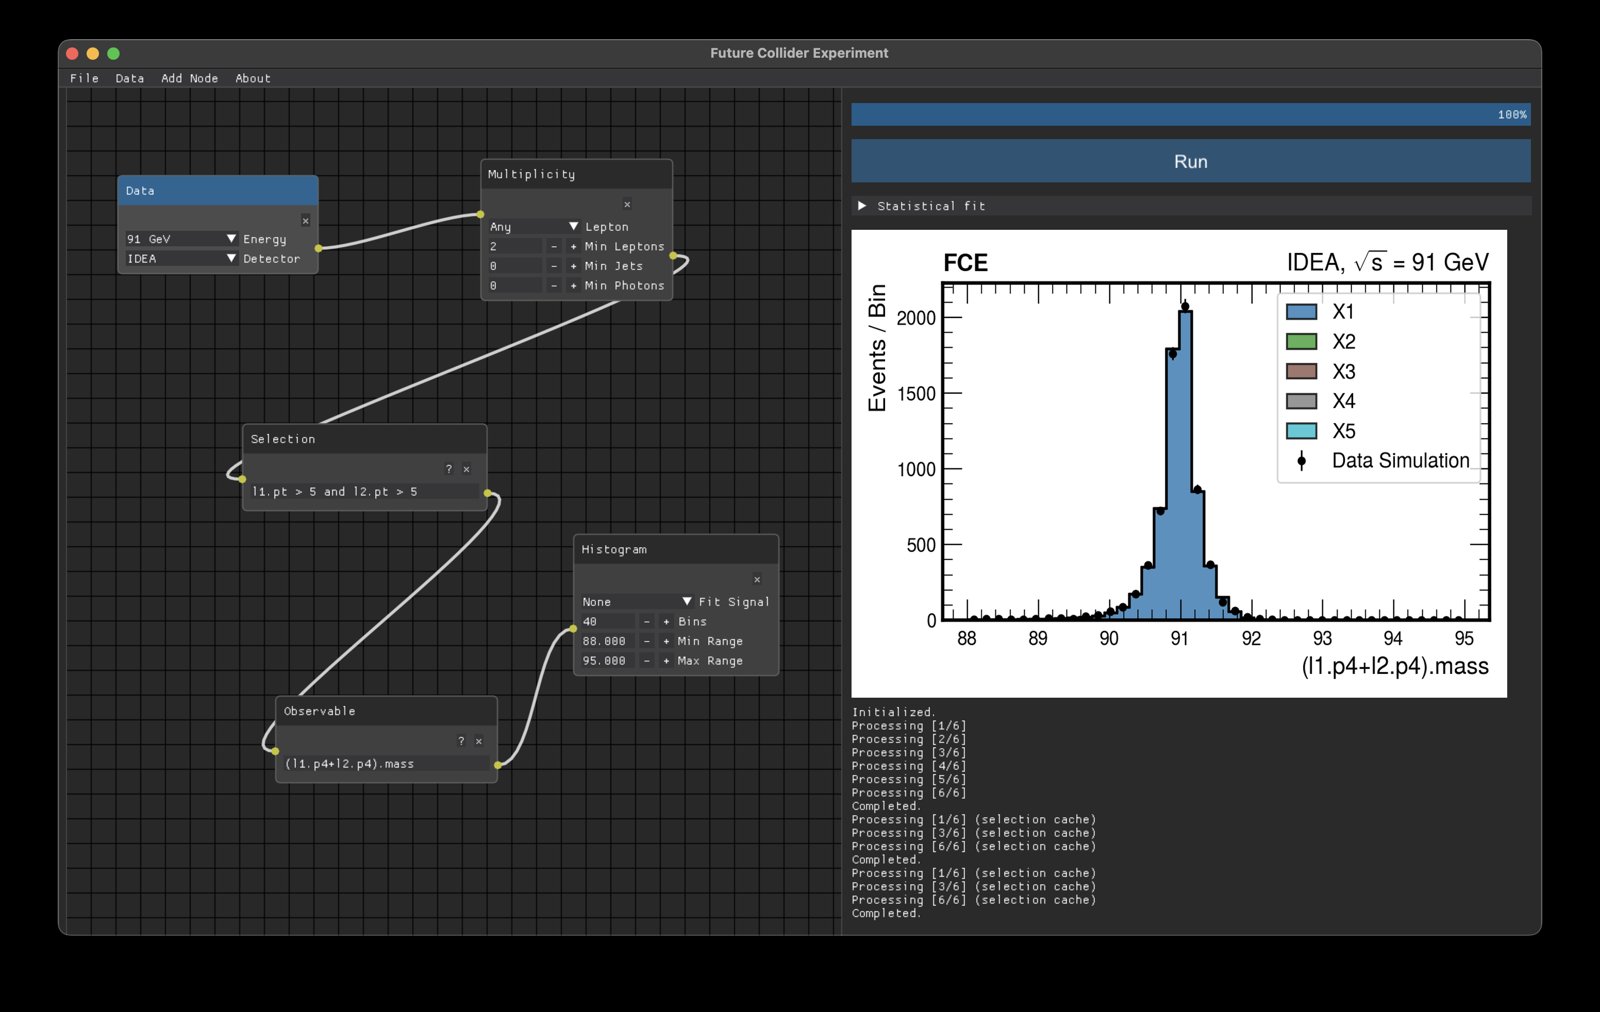 Future Collider Experiment
File Data Add Node About
Data
×
91 GeV ▼ Energy
IDEA ▼ Detector
Multiplicity
×
Any ▼ Lepton
2 - + Min Leptons
0 - + Min Jets
0 - + Min Photons
Selection
? ×
l1.pt > 5 and l2.pt > 5
Histogram
×
None ▼ Fit Signal
40 - + Bins
88.000 - + Min Range
95.000 - + Max Range
Observable
? ×
(l1.p4+l2.p4).mass
100%
Run
▶ Statistical fit
FCE
IDEA, √s = 91 GeV
Events / Bin
2000
1500
1000
500
0
X1
X2
X3
X4
X5
Data Simulation
88 89 90 91 92 93 94 95
(l1.p4+l2.p4).mass
Initialized.
Processing [1/6]
Processing [2/6]
Processing [3/6]
Processing [4/6]
Processing [5/6]
Processing [6/6]
Completed.
Processing [1/6] (selection cache)
Processing [3/6] (selection cache)
Processing [6/6] (selection cache)
Completed.
Processing [1/6] (selection cache)
Processing [3/6] (selection cache)
Processing [6/6] (selection cache)
Completed.